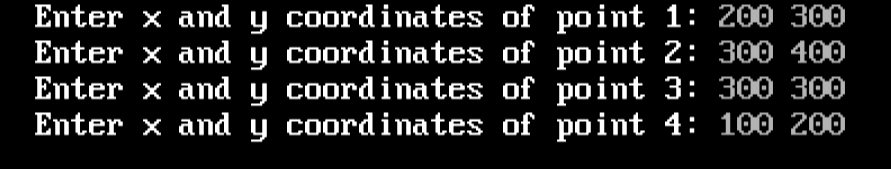 Enter x and y coordinates of point 1: 200 300
Enter x and y coordinates of point 2: 300 400
Enter x and y coordinates of point 3: 300 300
Enter x and y coordinates of point 4: 100 200